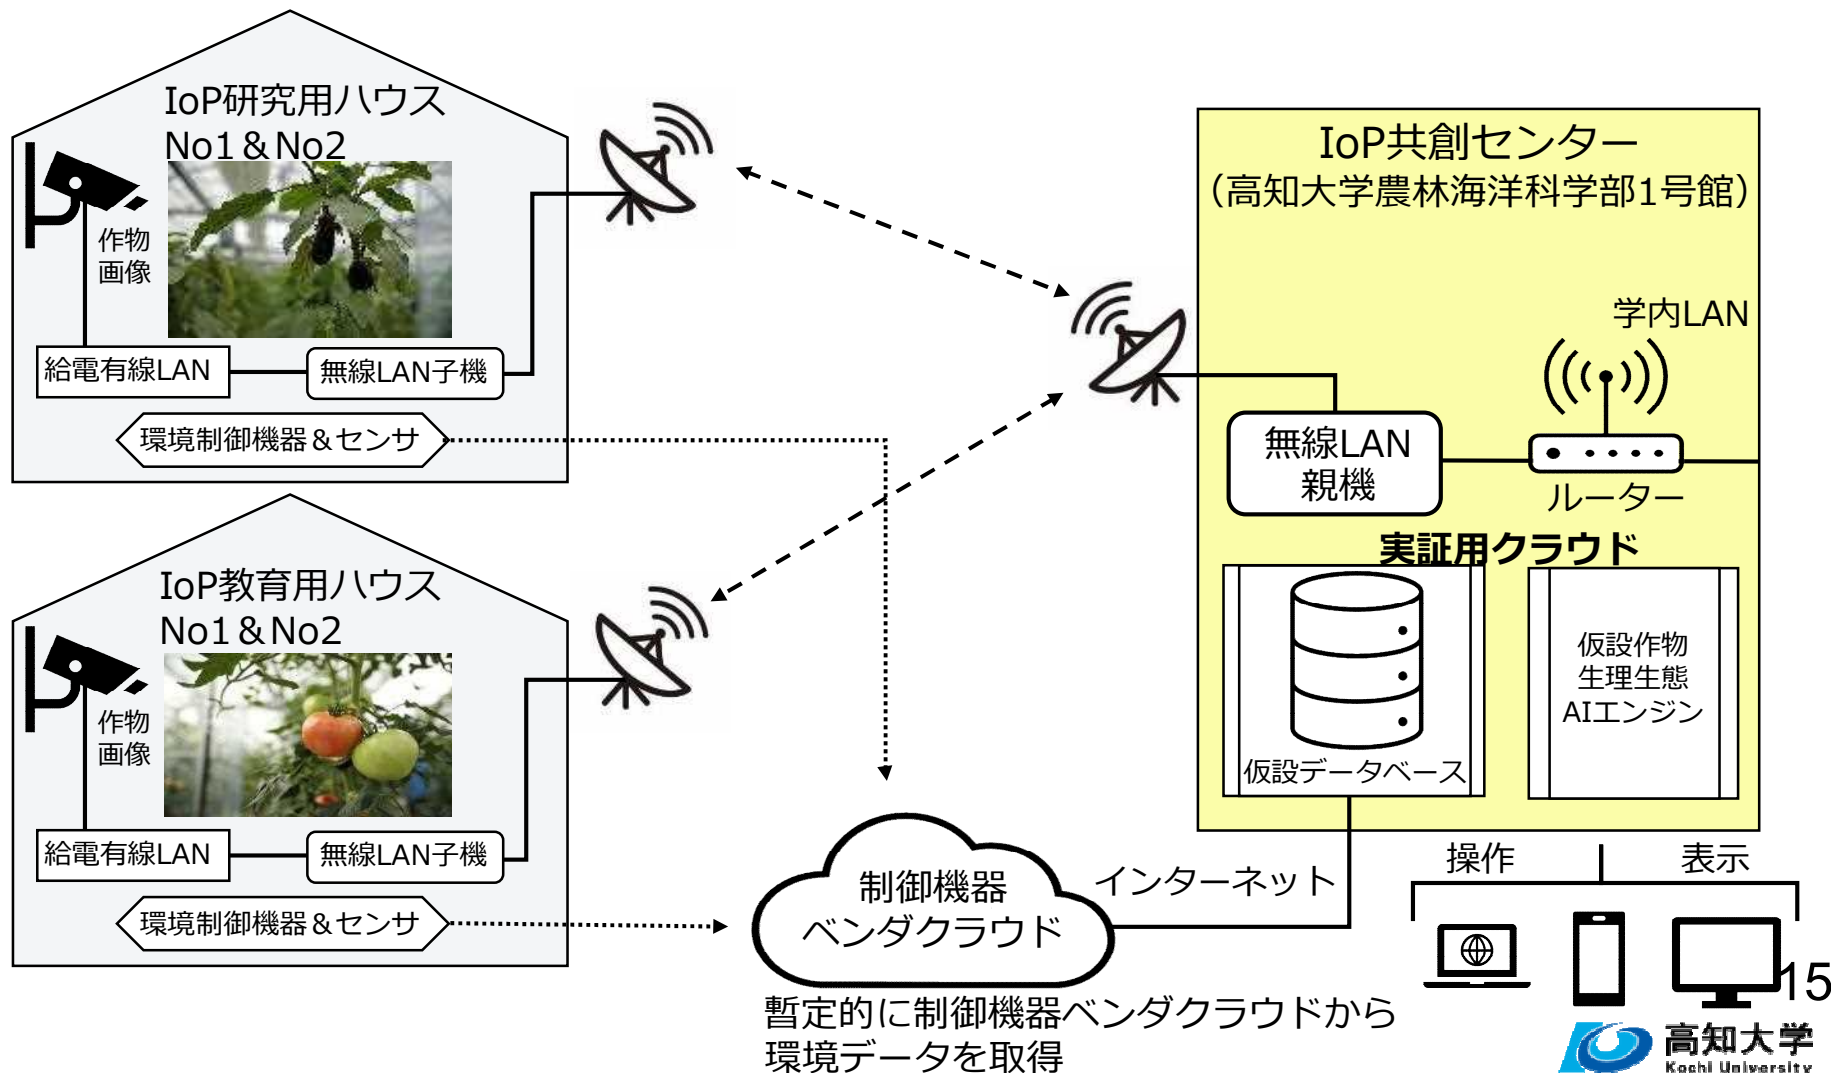 IoP研究用ハウス
No1＆No2
作物
画像
給電有線LAN
無線LAN子機
環境制御機器＆センサ
IoP教育用ハウス
No1＆No2
作物
画像
給電有線LAN
無線LAN子機
環境制御機器＆センサ
IoP共創センター
（高知大学農林海洋科学部1号館）
学内LAN
無線LAN
親機
ルーター
実証用クラウド
仮設データベース
仮設作物
生理生態
AIエンジン
制御機器
ベンダクラウド
インターネット
操作
表示
暫定的に制御機器ベンダクラウドから
環境データを取得
15
高知大学
Kochi University